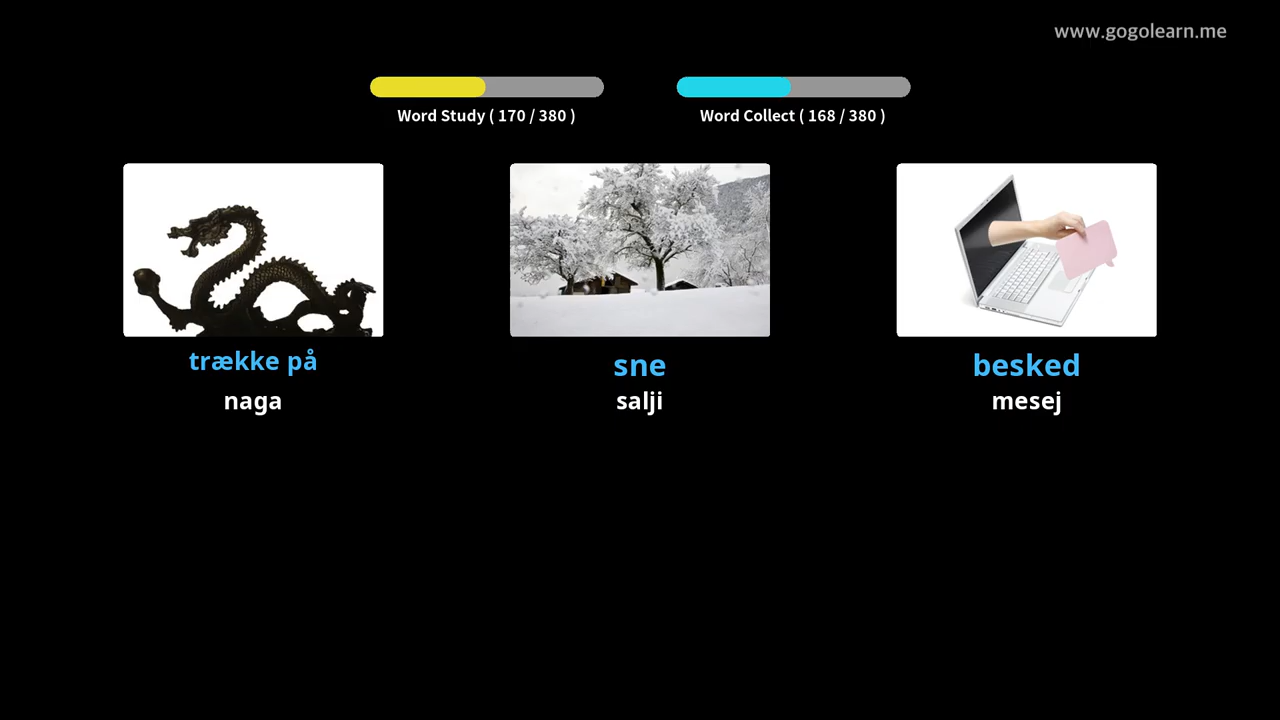 www.gogolearn.me
Word Study ( 170 / 380 )
Word Collect ( 168 / 380 )
trække på
naga
sne
salji
besked
mesej